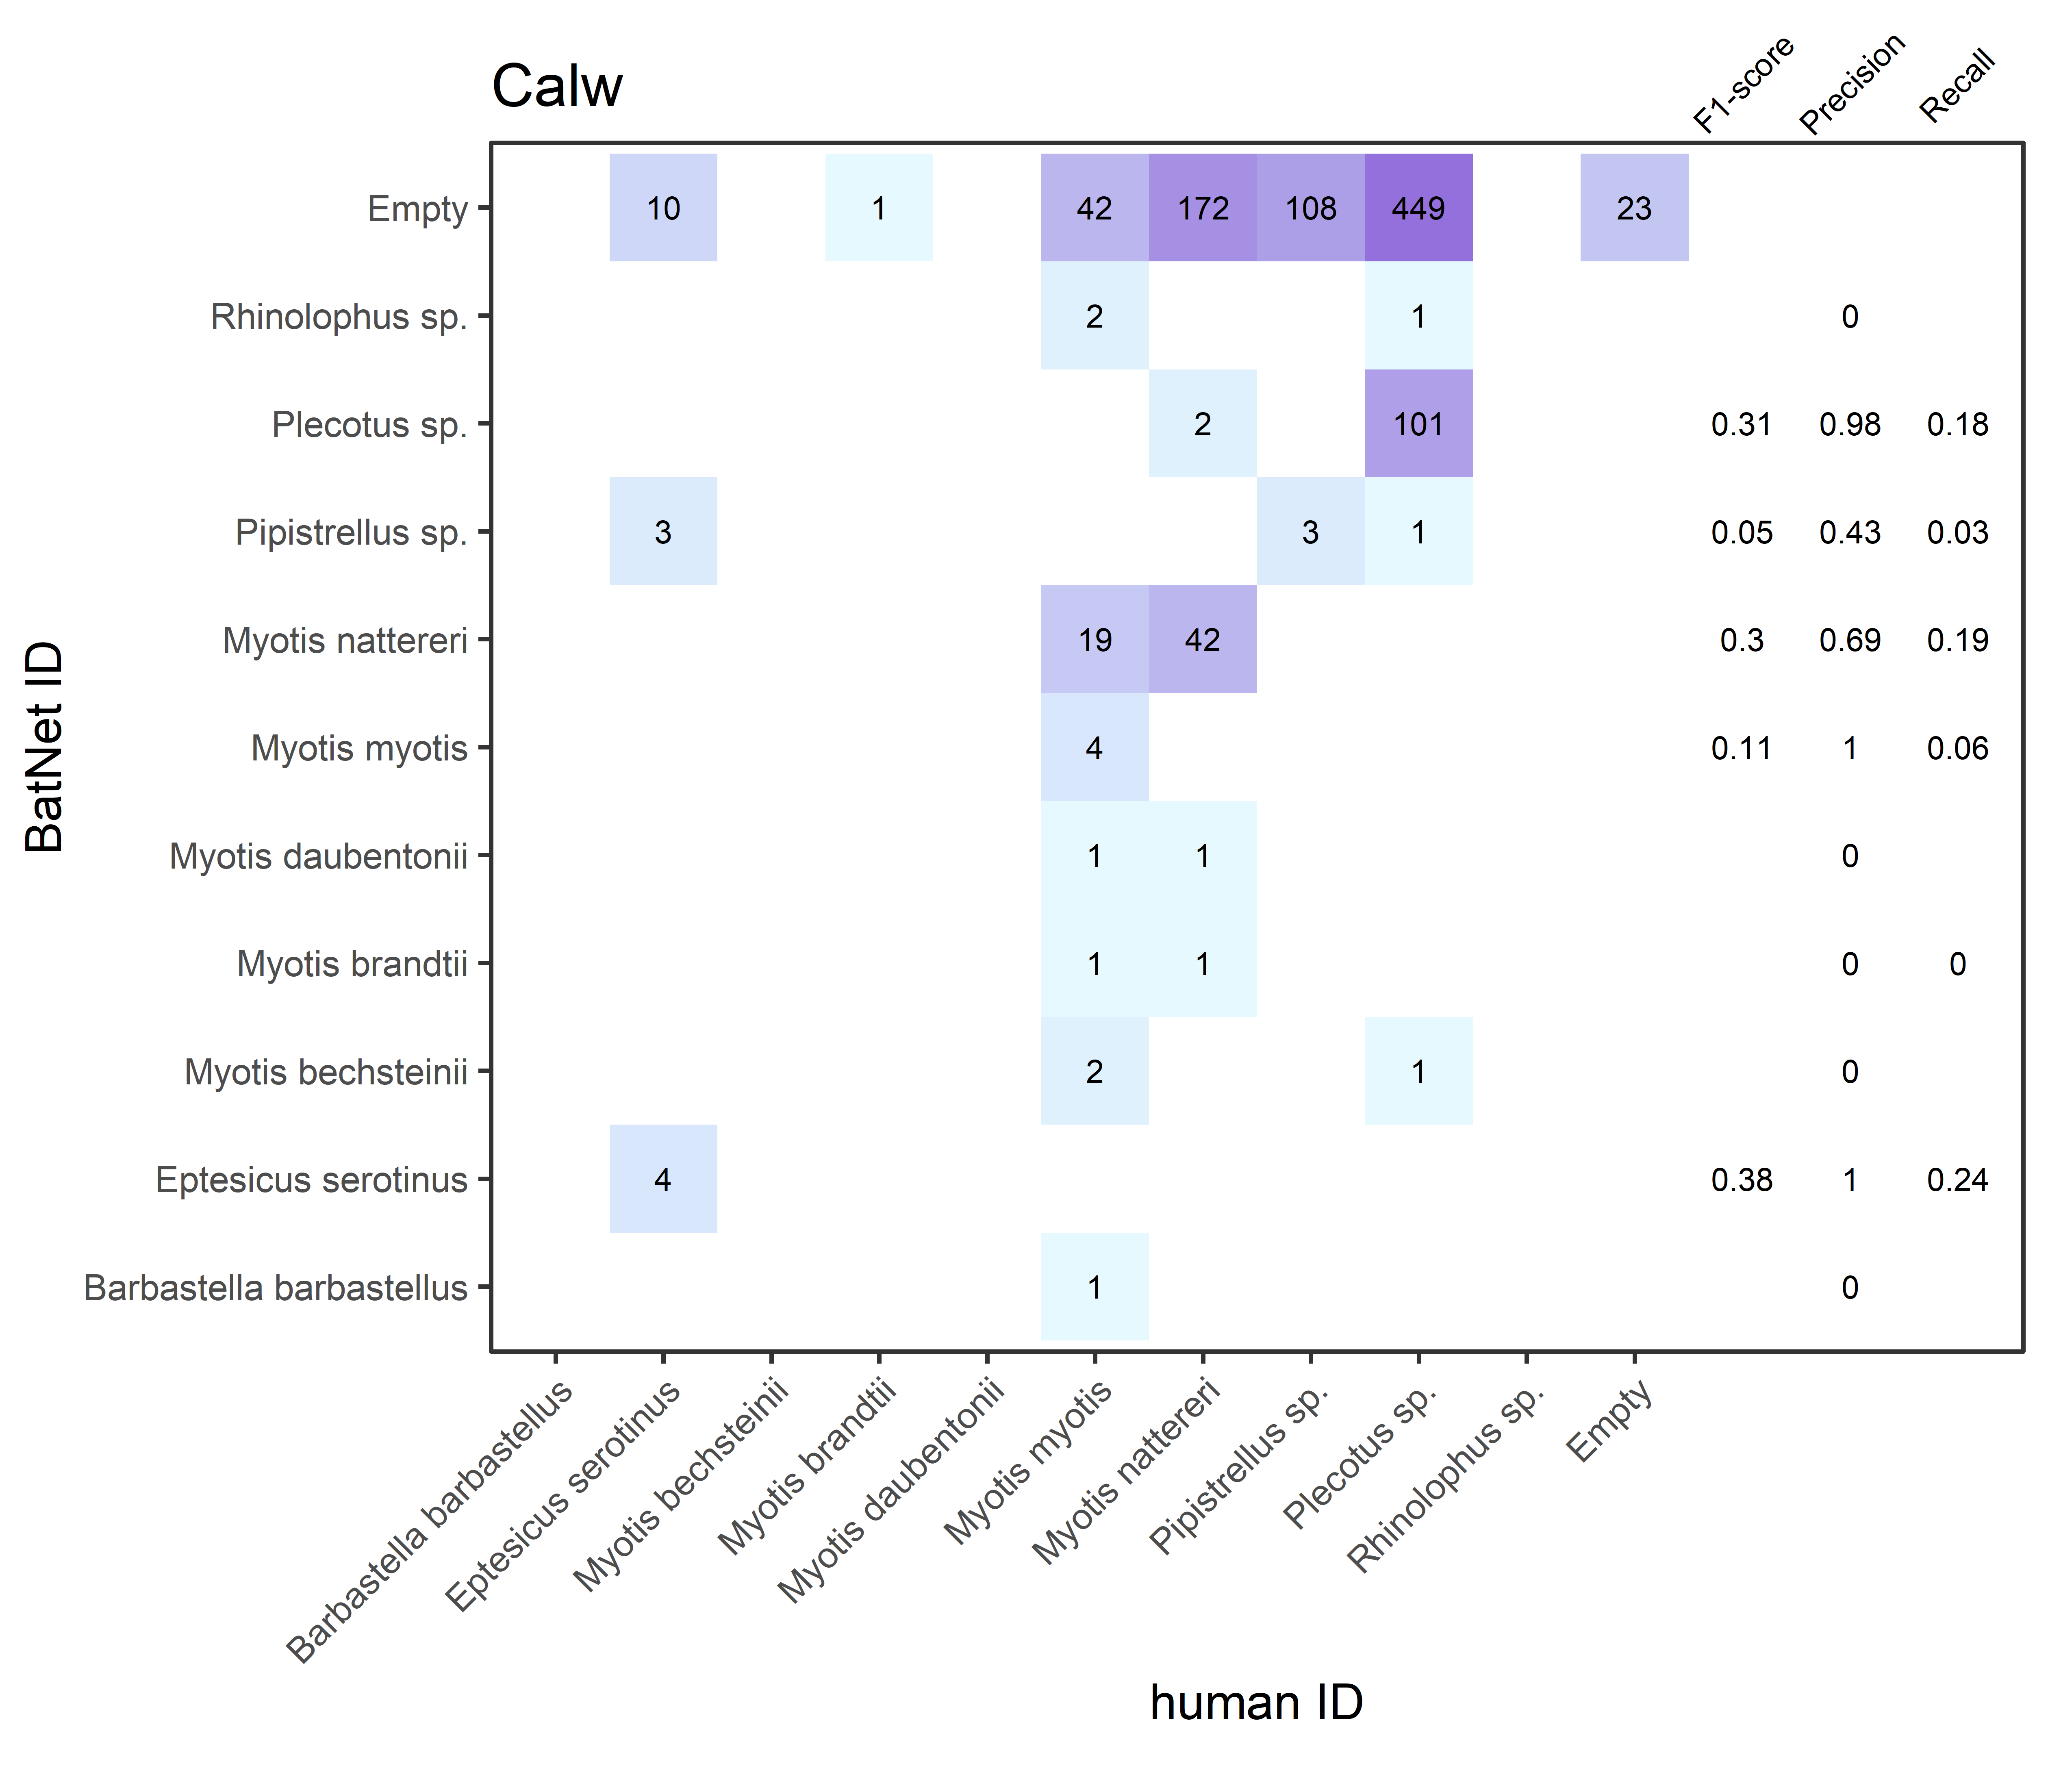 Calw
F1-score Precision Recall
Empty 10 1 42 172 108 449 23
Rhinolophus sp. 2 1 0
Plecotus sp. 2 101 0.31 0.98 0.18
Pipistrellus sp. 3 3 1 0.05 0.43 0.03
Myotis nattereri 19 42 0.3 0.69 0.19
Myotis myotis 4 0.11 1 0.06
Myotis daubentonii 1 1 0
Myotis brandtii 1 1 0 0
Myotis bechsteinii 2 1 0
Eptesicus serotinus 4 0.38 1 0.24
Barbastella barbastellus 1 0
BatNet ID
Barbastella barbastellus
Eptesicus serotinus
Myotis bechsteinii
Myotis brandtii
Myotis daubentonii
Myotis myotis
Myotis nattereri
Pipistrellus sp.
Plecotus sp.
Rhinolophus sp.
Empty
human ID